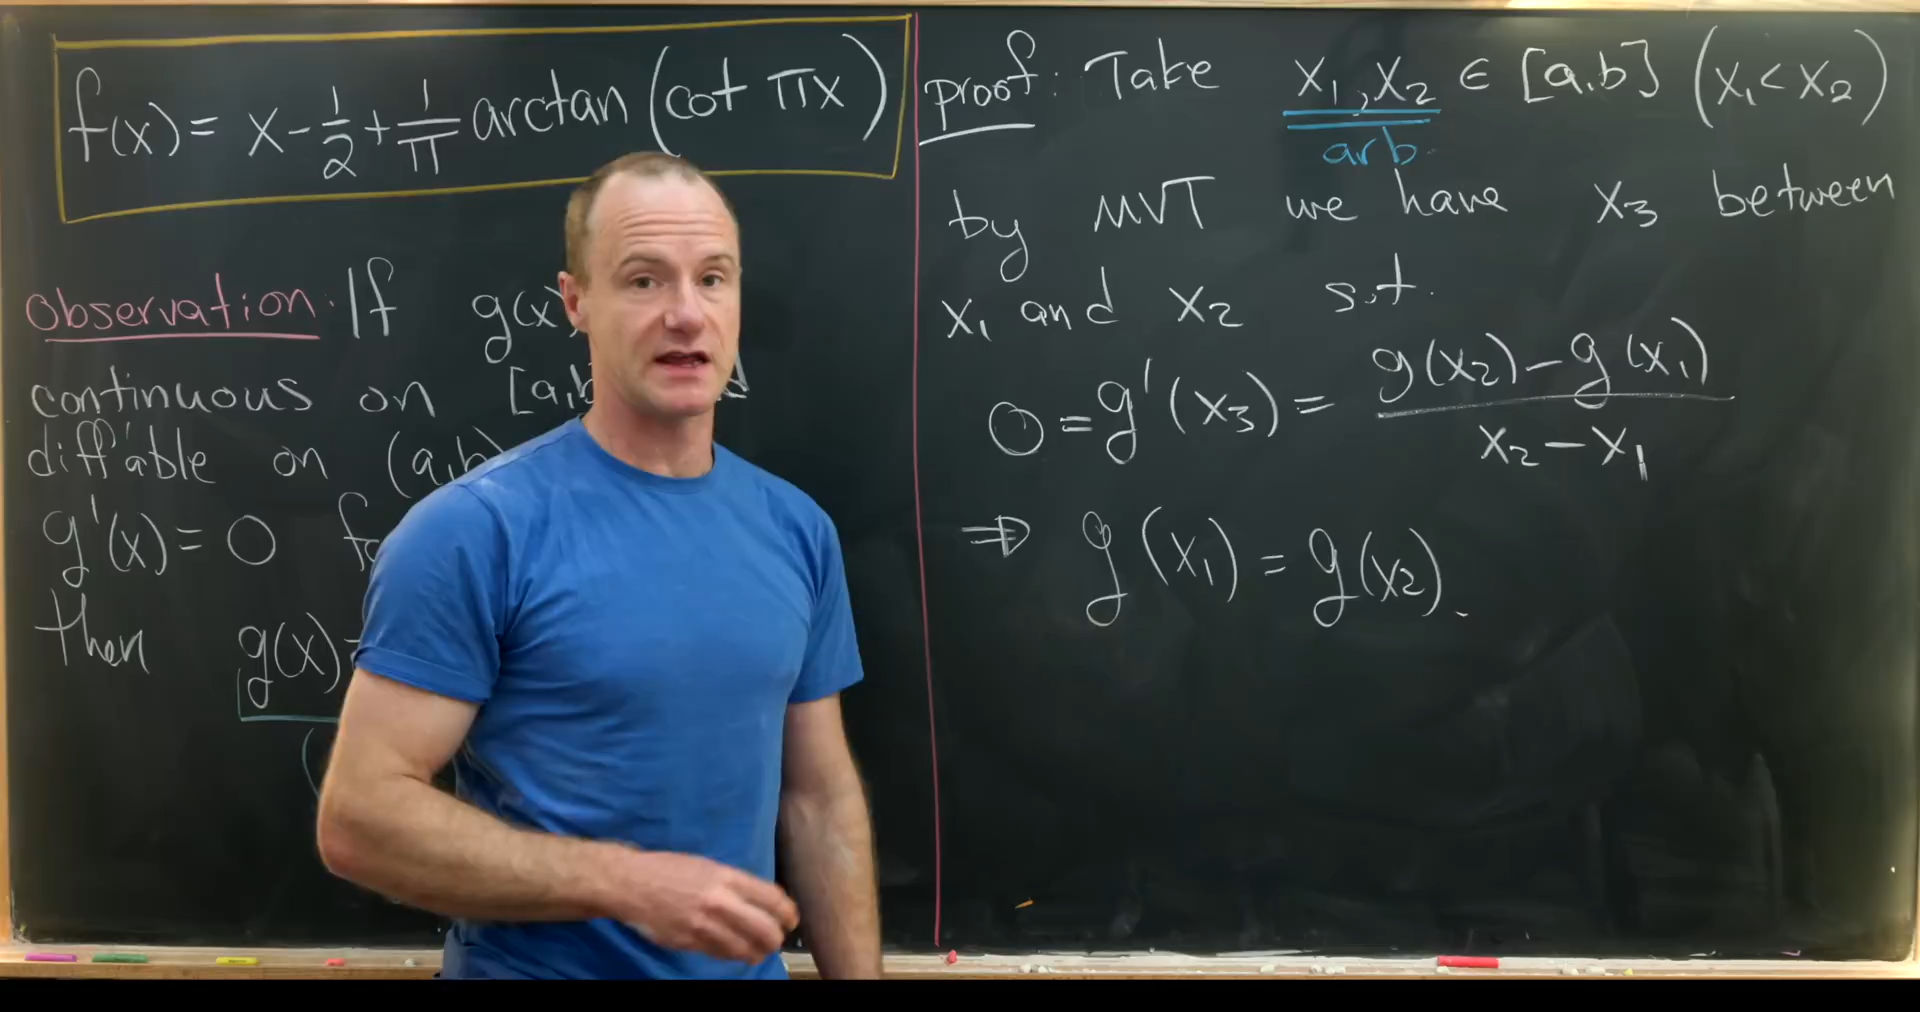 f(x) = x - 1/2 + 1/π arctan (cot πx)
Observation: If g(x)
continuous on [a,b
diff'able on (a,b)
g'(x) = 0
then g(x)
proof: Take x₁, x₂ ∈ [a,b] (x₁ < x₂)
arb.
by MVT we have x₃ between
x₁ and x₂ s.t.
0 = g'(x₃) = g(x₂) - g(x₁) / x₂ - x₁
⇒ g(x₁) = g(x₂).